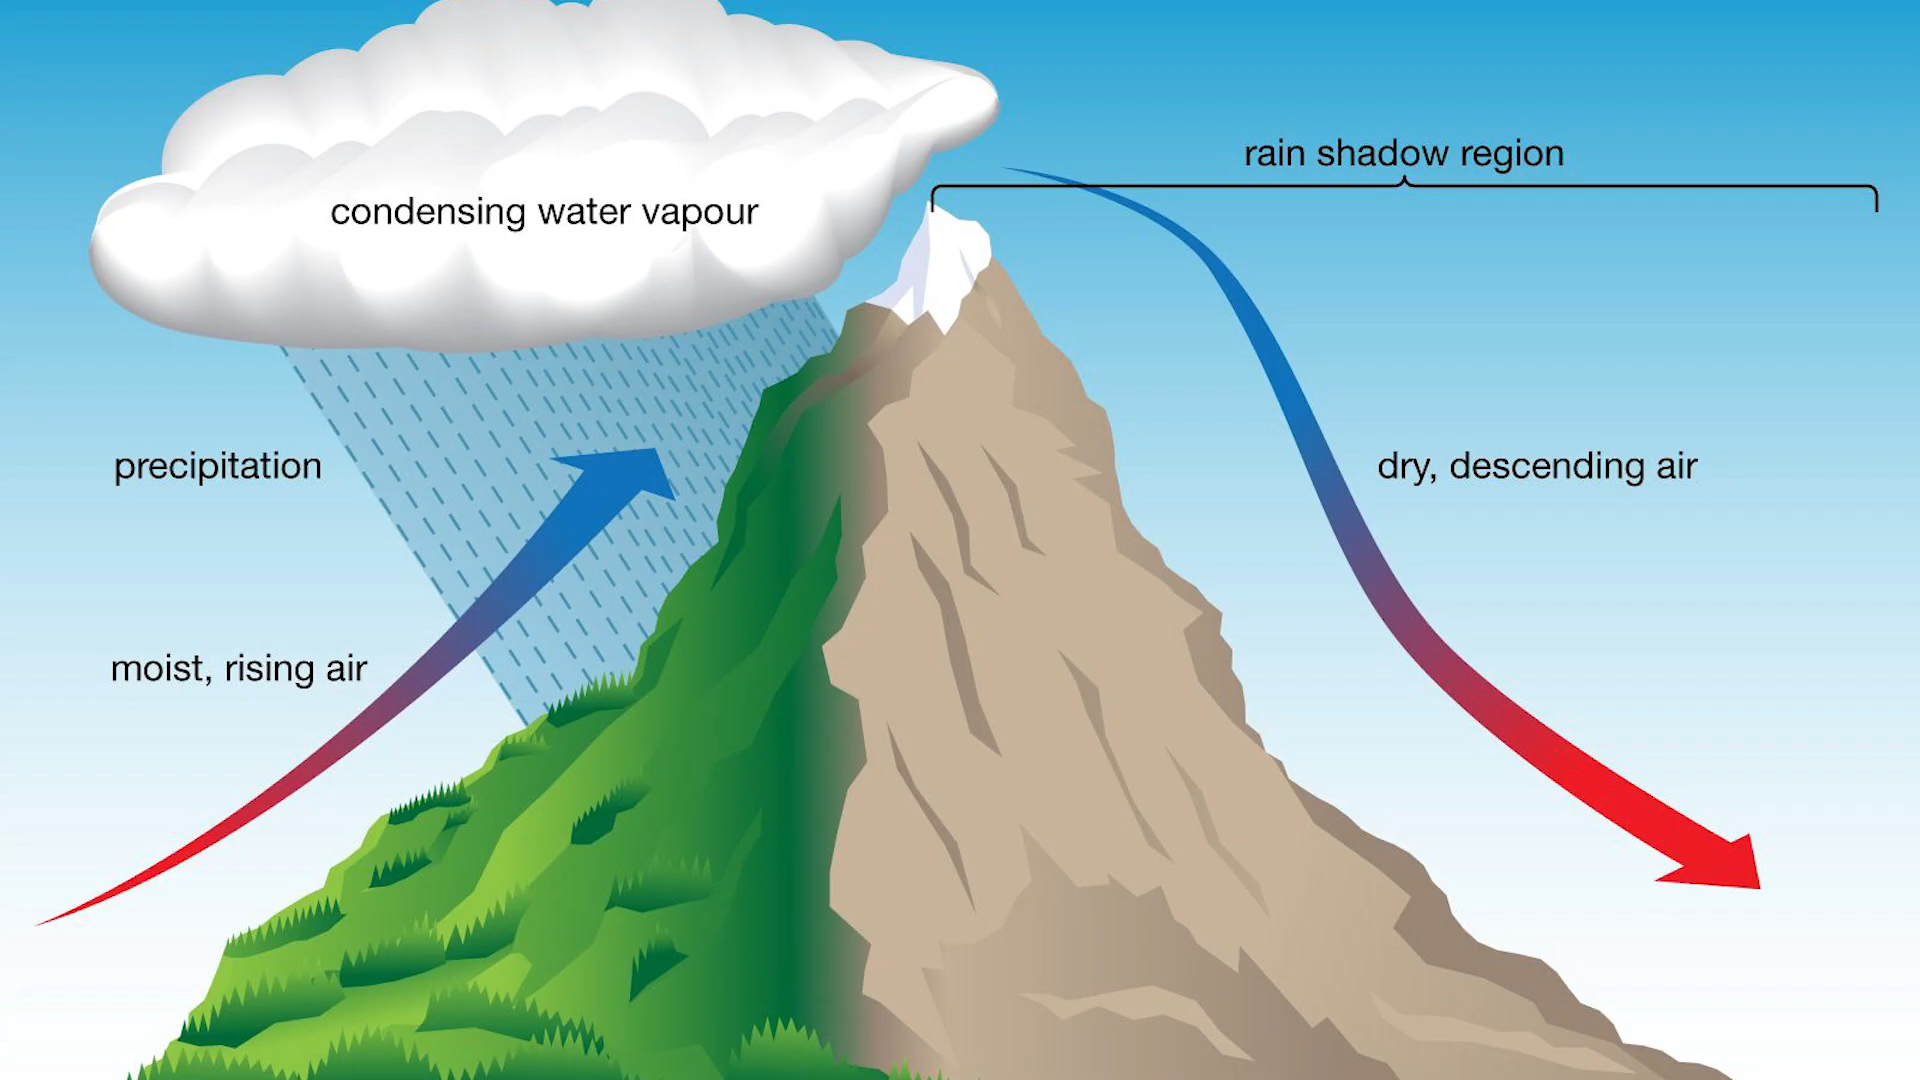 rain shadow region
condensing water vapour
precipitation
dry, descending air
moist, rising air